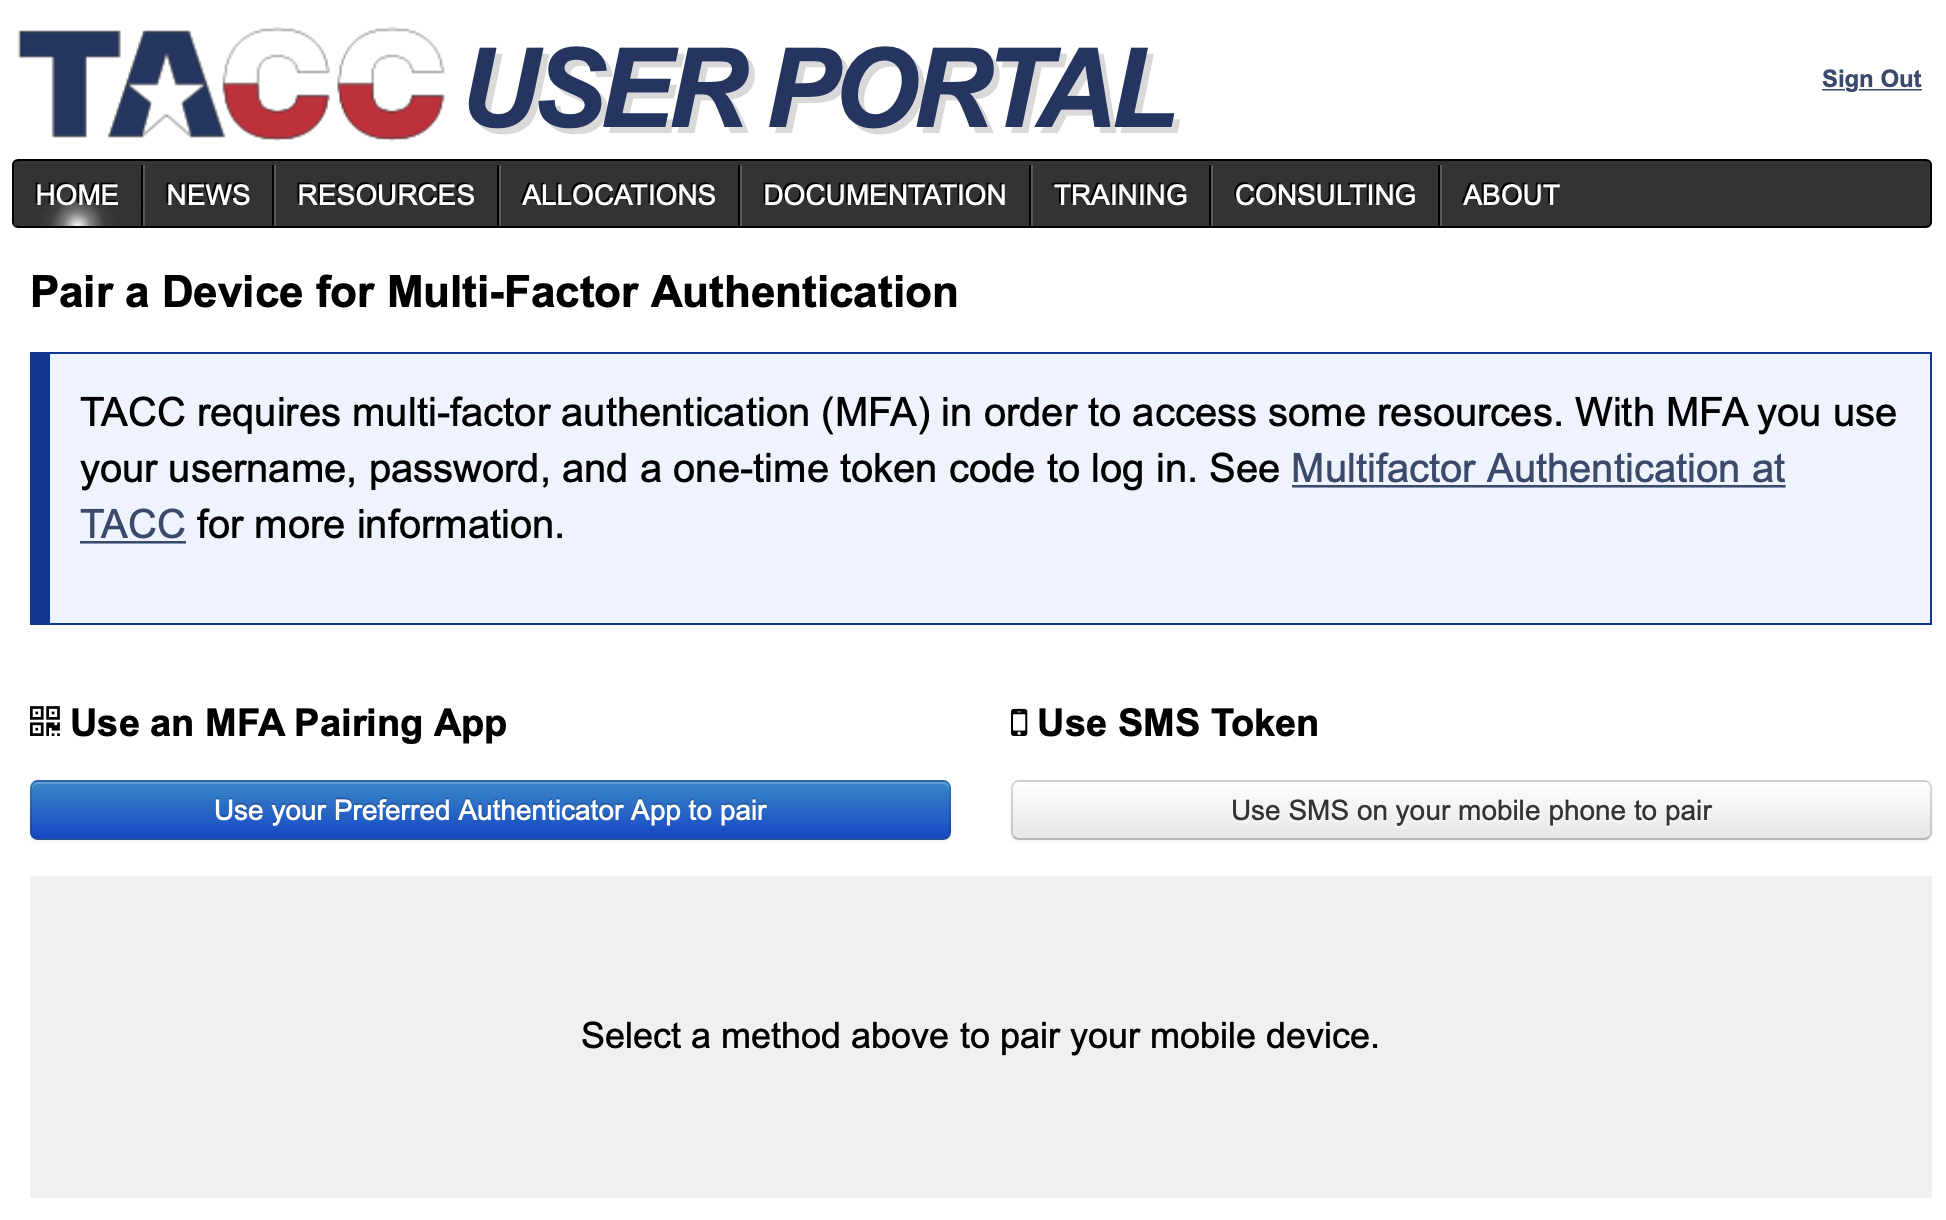 TACC USER PORTAL
Sign Out
HOME NEWS RESOURCES ALLOCATIONS DOCUMENTATION TRAINING CONSULTING ABOUT
Pair a Device for Multi-Factor Authentication
TACC requires multi-factor authentication (MFA) in order to access some resources. With MFA you use
your username, password, and a one-time token code to log in. See Multifactor Authentication at
TACC for more information.
Use an MFA Pairing App
Use your Preferred Authenticator App to pair
Use SMS Token
Use SMS on your mobile phone to pair
Select a method above to pair your mobile device.